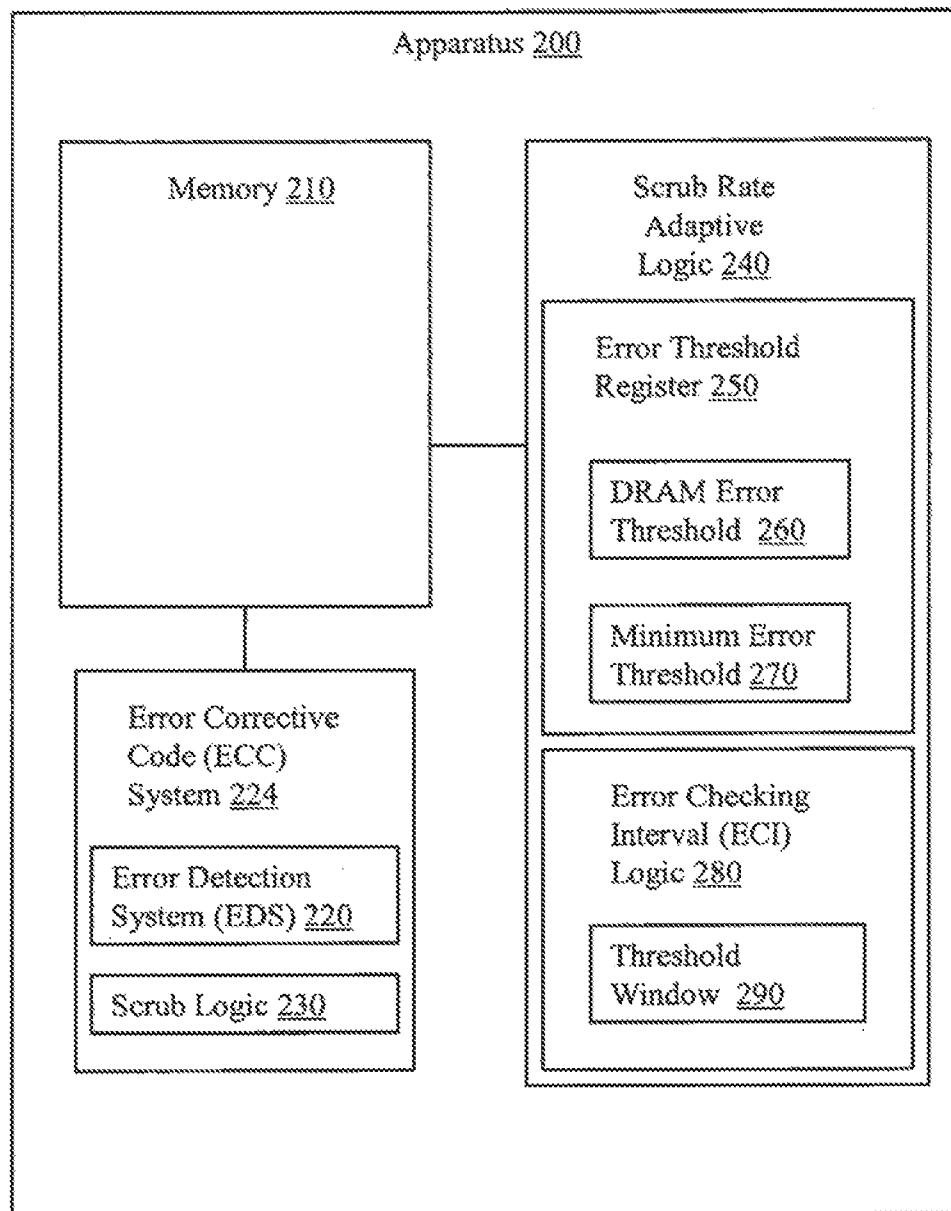 Apparatus 200
Memory 210
Scrub Rate
Adaptive
Logic 240
Error Threshold
Register 250
DRAM Error
Threshold 260
Minimum Error
Threshold 270
Error Corrective
Code (ECC)
System 224
Error Detection
System (EDS) 220
Scrub Logic 230
Error Checking
Interval (ECI)
Logic 280
Threshold
Window 290